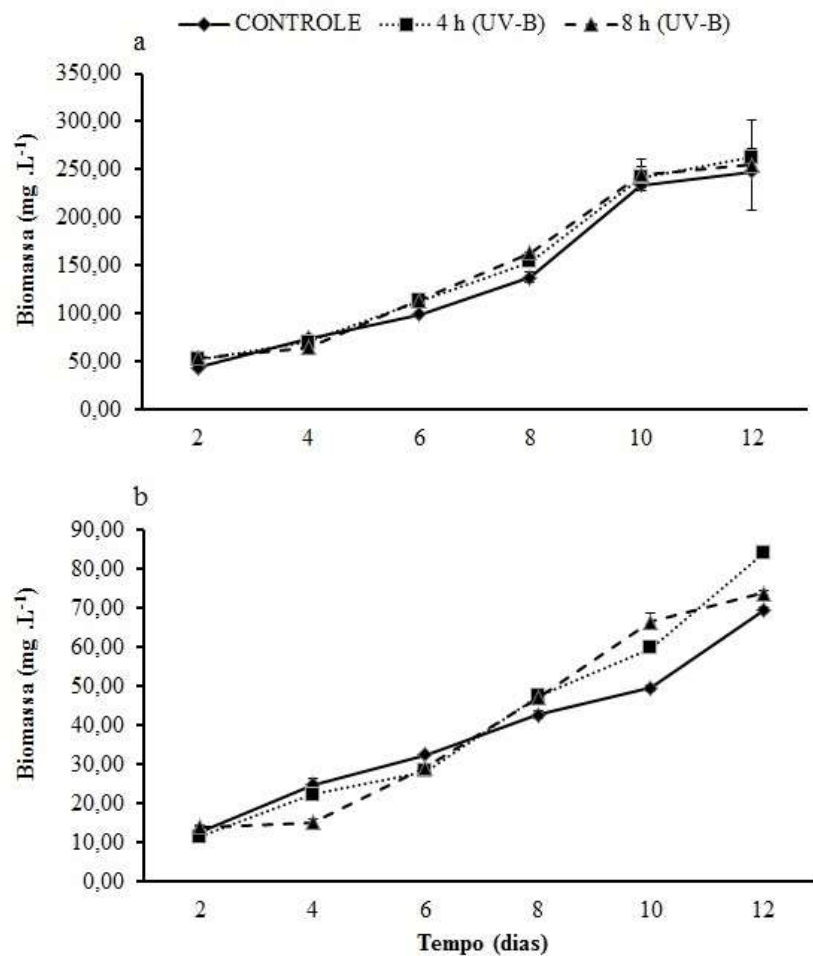 CONTROLE 4 h (UV-B) 8 h (UV-B)
a
Biomassa (mg .L⁻¹)
350,00
300,00
250,00
200,00
150,00
100,00
50,00
0,00
2 4 6 8 10 12
b
Biomassa (mg .L⁻¹)
90,00
80,00
70,00
60,00
50,00
40,00
30,00
20,00
10,00
0,00
2 4 6 8 10 12
Tempo (dias)